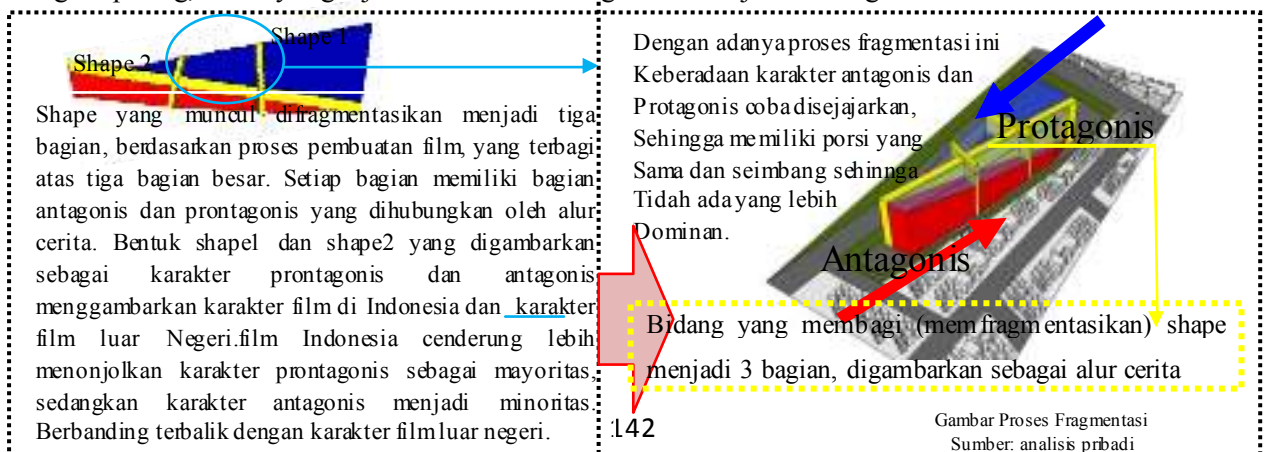 Shape 1
Shape 2
Shape yang muncul difragmentasikan menjadi tiga
bagian, berdasarkan proses pembuatan film, yang terbagi
atas tiga bagian besar. Setiap bagian memiliki bagian
antagonis dan prontagonis yang dihubungkan oleh alur
cerita. Bentuk shape1 dan shape2 yang digambarkan
sebagai karakter prontagonis dan antagonis
menggambarkan karakter film di Indonesia dan karakter
film luar Negeri.film Indonesia cenderung lebih
menonjolkan karakter prontagonis sebagai mayoritas,
sedangkan karakter antagonis menjadi minoritas.
Berbanding terbalik dengan karakter film luar negeri.
Dengan adanya proses fragmentasi ini
Keberadaan karakter antagonis dan
Protagonis coba disejajarkan,
Sehingga memiliki porsi yang
Sama dan seimbang sehinnga
Tidah ada yang lebih
Dominan.
Protagonis
Antagonis
Bidang yang membagi (memfragmentasikan) shape
menjadi 3 bagian, digambarkan sebagai alur cerita
142
Gambar Proses Fragmentasi
Sumber: analisis pribadi